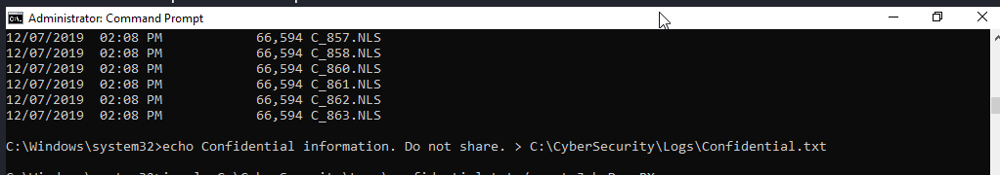 Administrator: Command Prompt
12/07/2019  02:08 PM            66,594 C_857.NLS
12/07/2019  02:08 PM            66,594 C_858.NLS
12/07/2019  02:08 PM            66,594 C_860.NLS
12/07/2019  02:08 PM            66,594 C_861.NLS
12/07/2019  02:08 PM            66,594 C_862.NLS
12/07/2019  02:08 PM            66,594 C_863.NLS
C:\Windows\system32>echo Confidential information. Do not share. > C:\CyberSecurity\Logs\Confidential.txt